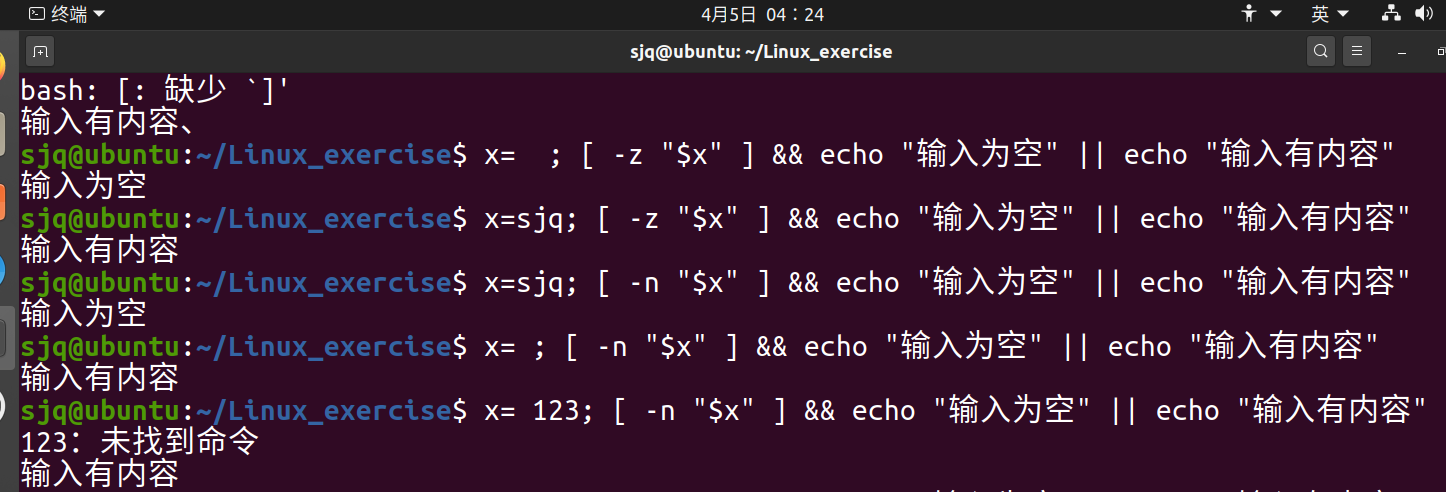 终端
4月5日 04：24
英
sjq@ubuntu: ~/Linux_exercise
bash: [: 缺少 `]'
输入有内容、
sjq@ubuntu:~/Linux_exercise$ x=  ; [ -z "$x" ] && echo "输入为空" || echo "输入有内容"
输入为空
sjq@ubuntu:~/Linux_exercise$ x=sjq; [ -z "$x" ] && echo "输入为空" || echo "输入有内容"
输入有内容
sjq@ubuntu:~/Linux_exercise$ x=sjq; [ -n "$x" ] && echo "输入为空" || echo "输入有内容"
输入为空
sjq@ubuntu:~/Linux_exercise$ x= ; [ -n "$x" ] && echo "输入为空" || echo "输入有内容"
输入有内容
sjq@ubuntu:~/Linux_exercise$ x= 123; [ -n "$x" ] && echo "输入为空" || echo "输入有内容"
123：未找到命令
输入有内容